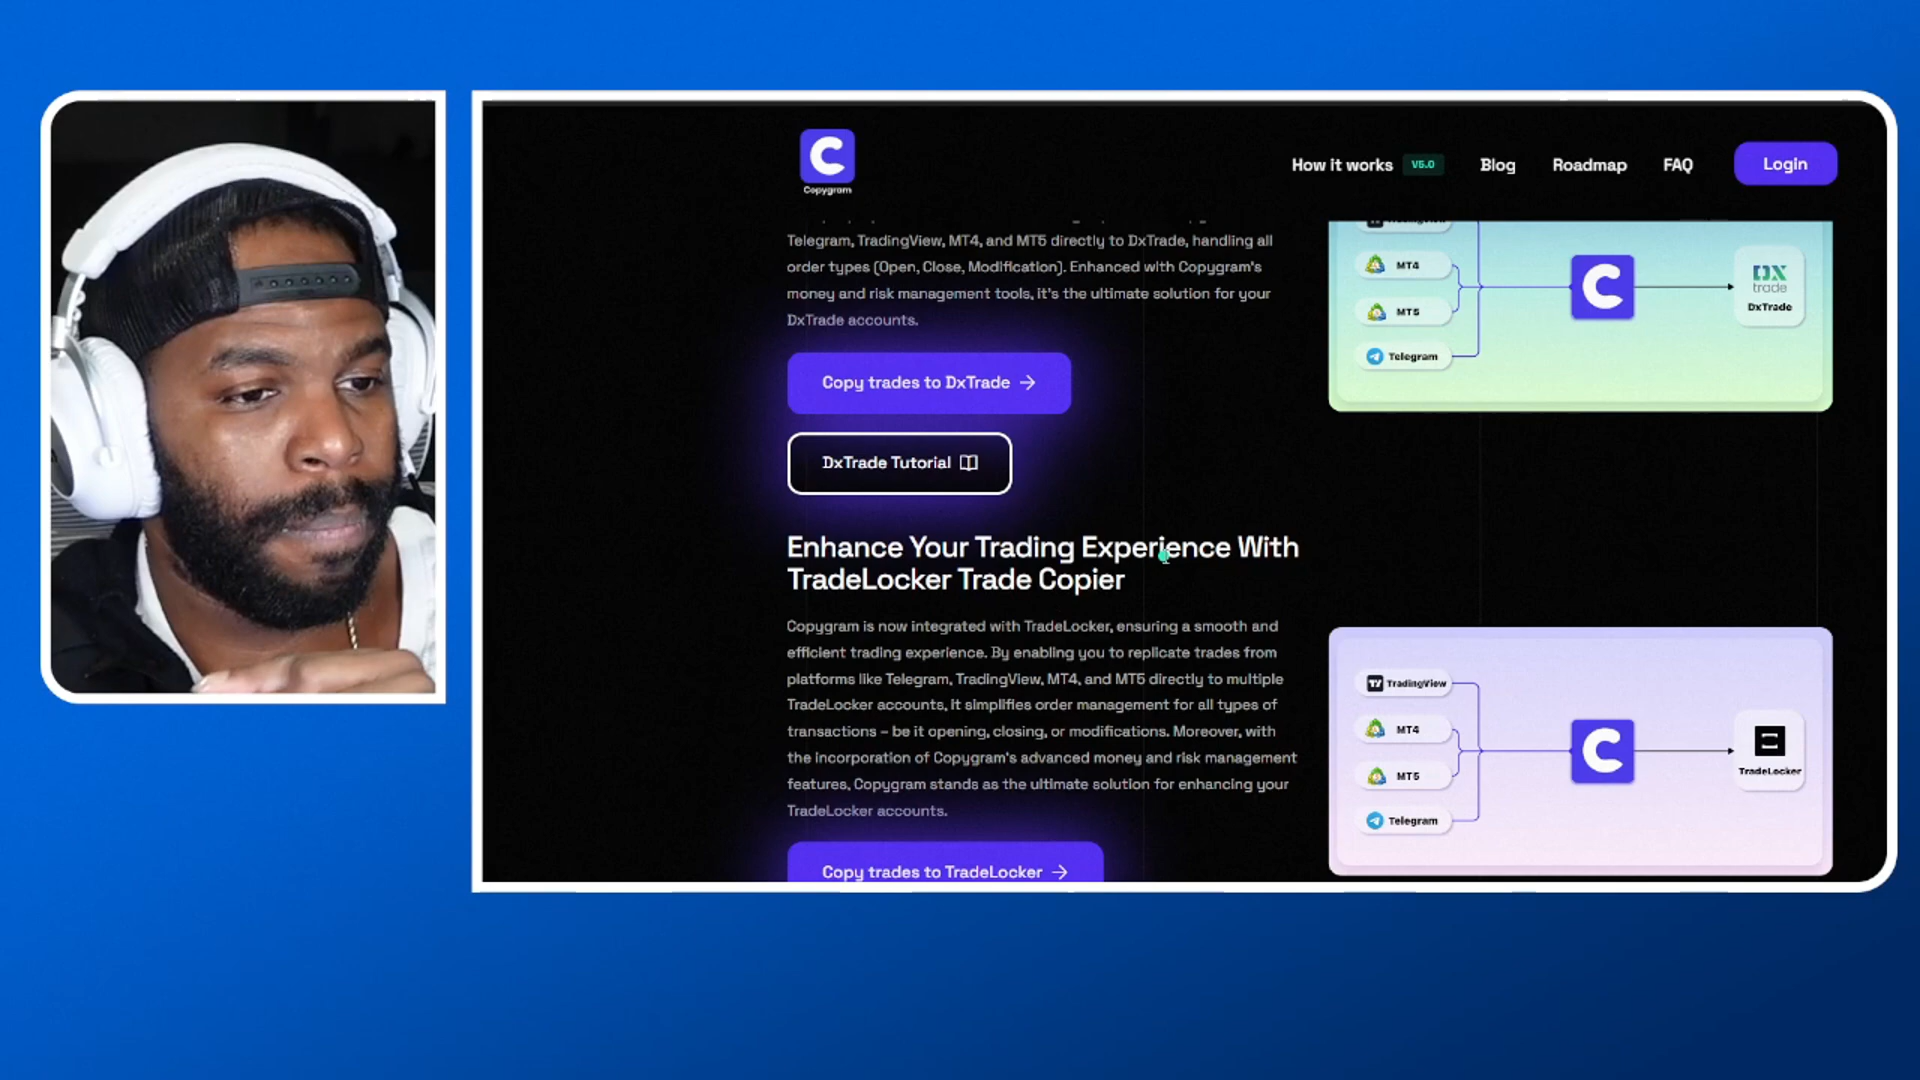 Copygram
How it works V5.0 Blog Roadmap FAQ Login
Telegram, TradingView, MT4, and MT5 directly to DxTrade, handling all
order types (Open, Close, Modification). Enhanced with Copygram's
money and risk management tools, it's the ultimate solution for your
DxTrade accounts.
Copy trades to DxTrade →
DxTrade Tutorial
MT4
MT5
Telegram
DX
trade
DxTrade
Enhance Your Trading Experience With
TradeLocker Trade Copier
Copygram is now integrated with TradeLocker, ensuring a smooth and
efficient trading experience. By enabling you to replicate trades from
platforms like Telegram, TradingView, MT4, and MT5 directly to multiple
TradeLocker accounts, it simplifies order management for all types of
transactions – be it opening, closing, or modifications. Moreover, with
the incorporation of Copygram's advanced money and risk management
features, Copygram stands as the ultimate solution for enhancing your
TradeLocker accounts.
Copy trades to TradeLocker →
TradingView
MT4
MT5
Telegram
TradeLocker